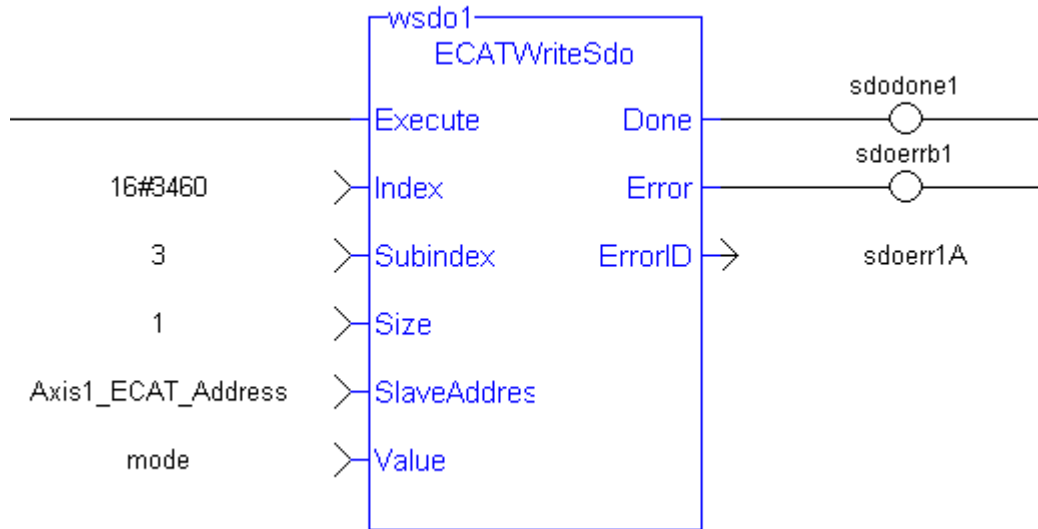 wsdo1
ECATWriteSdo
sdodone1
Execute Done
sdoerrb1
16#3460 Index Error
3 Subindex ErrorID sdoerr1A
1 Size
Axis1_ECAT_Address SlaveAddres
mode Value